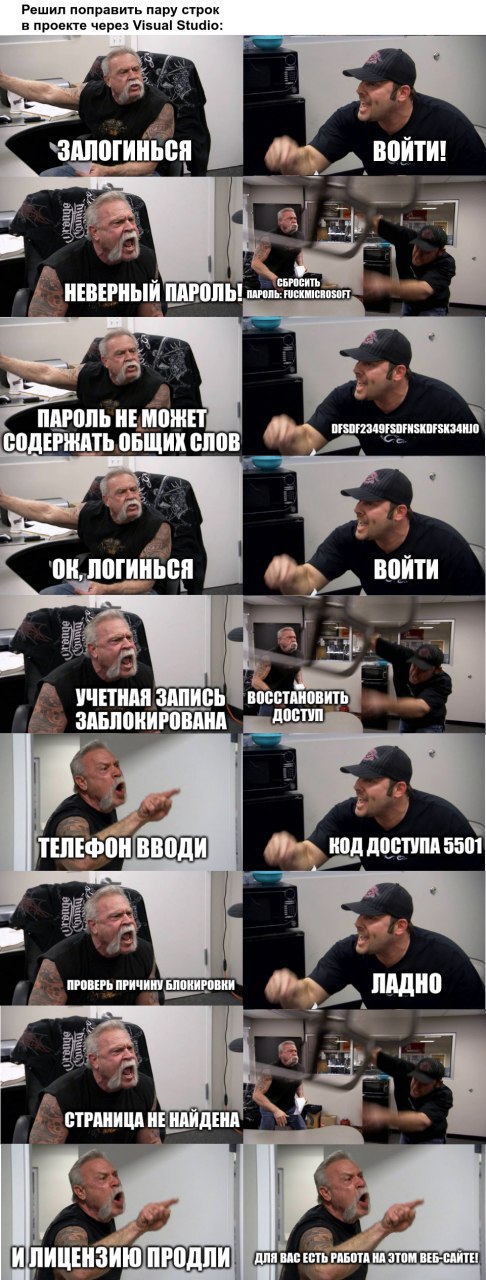 Решил поправить пару строк
в проекте через Visual Studio:
ЗАЛОГИНЬСЯ
ВОЙТИ!
НЕВЕРНЫЙ ПАРОЛЬ!
СБРОСИТЬ
ПАРОЛЬ: FUCKMICROSOFT
ПАРОЛЬ НЕ МОЖЕТ
СОДЕРЖАТЬ ОБЩИХ СЛОВ
DFSDF2349FSDFNSKDFSK34HJO
ОК, ЛОГИНЬСЯ
ВОЙТИ
УЧЕТНАЯ ЗАПИСЬ
ЗАБЛОКИРОВАНА
ВОССТАНОВИТЬ
ДОСТУП
ТЕЛЕФОН ВВОДИ
КОД ДОСТУПА 5501
ПРОВЕРЬ ПРИЧИНУ БЛОКИРОВКИ
ЛАДНО
СТРАНИЦА НЕ НАЙДЕНА
И ЛИЦЕНЗИЮ ПРОДЛИ
ДЛЯ ВАС ЕСТЬ РАБОТА НА ЭТОМ ВЕБ-САЙТЕ!